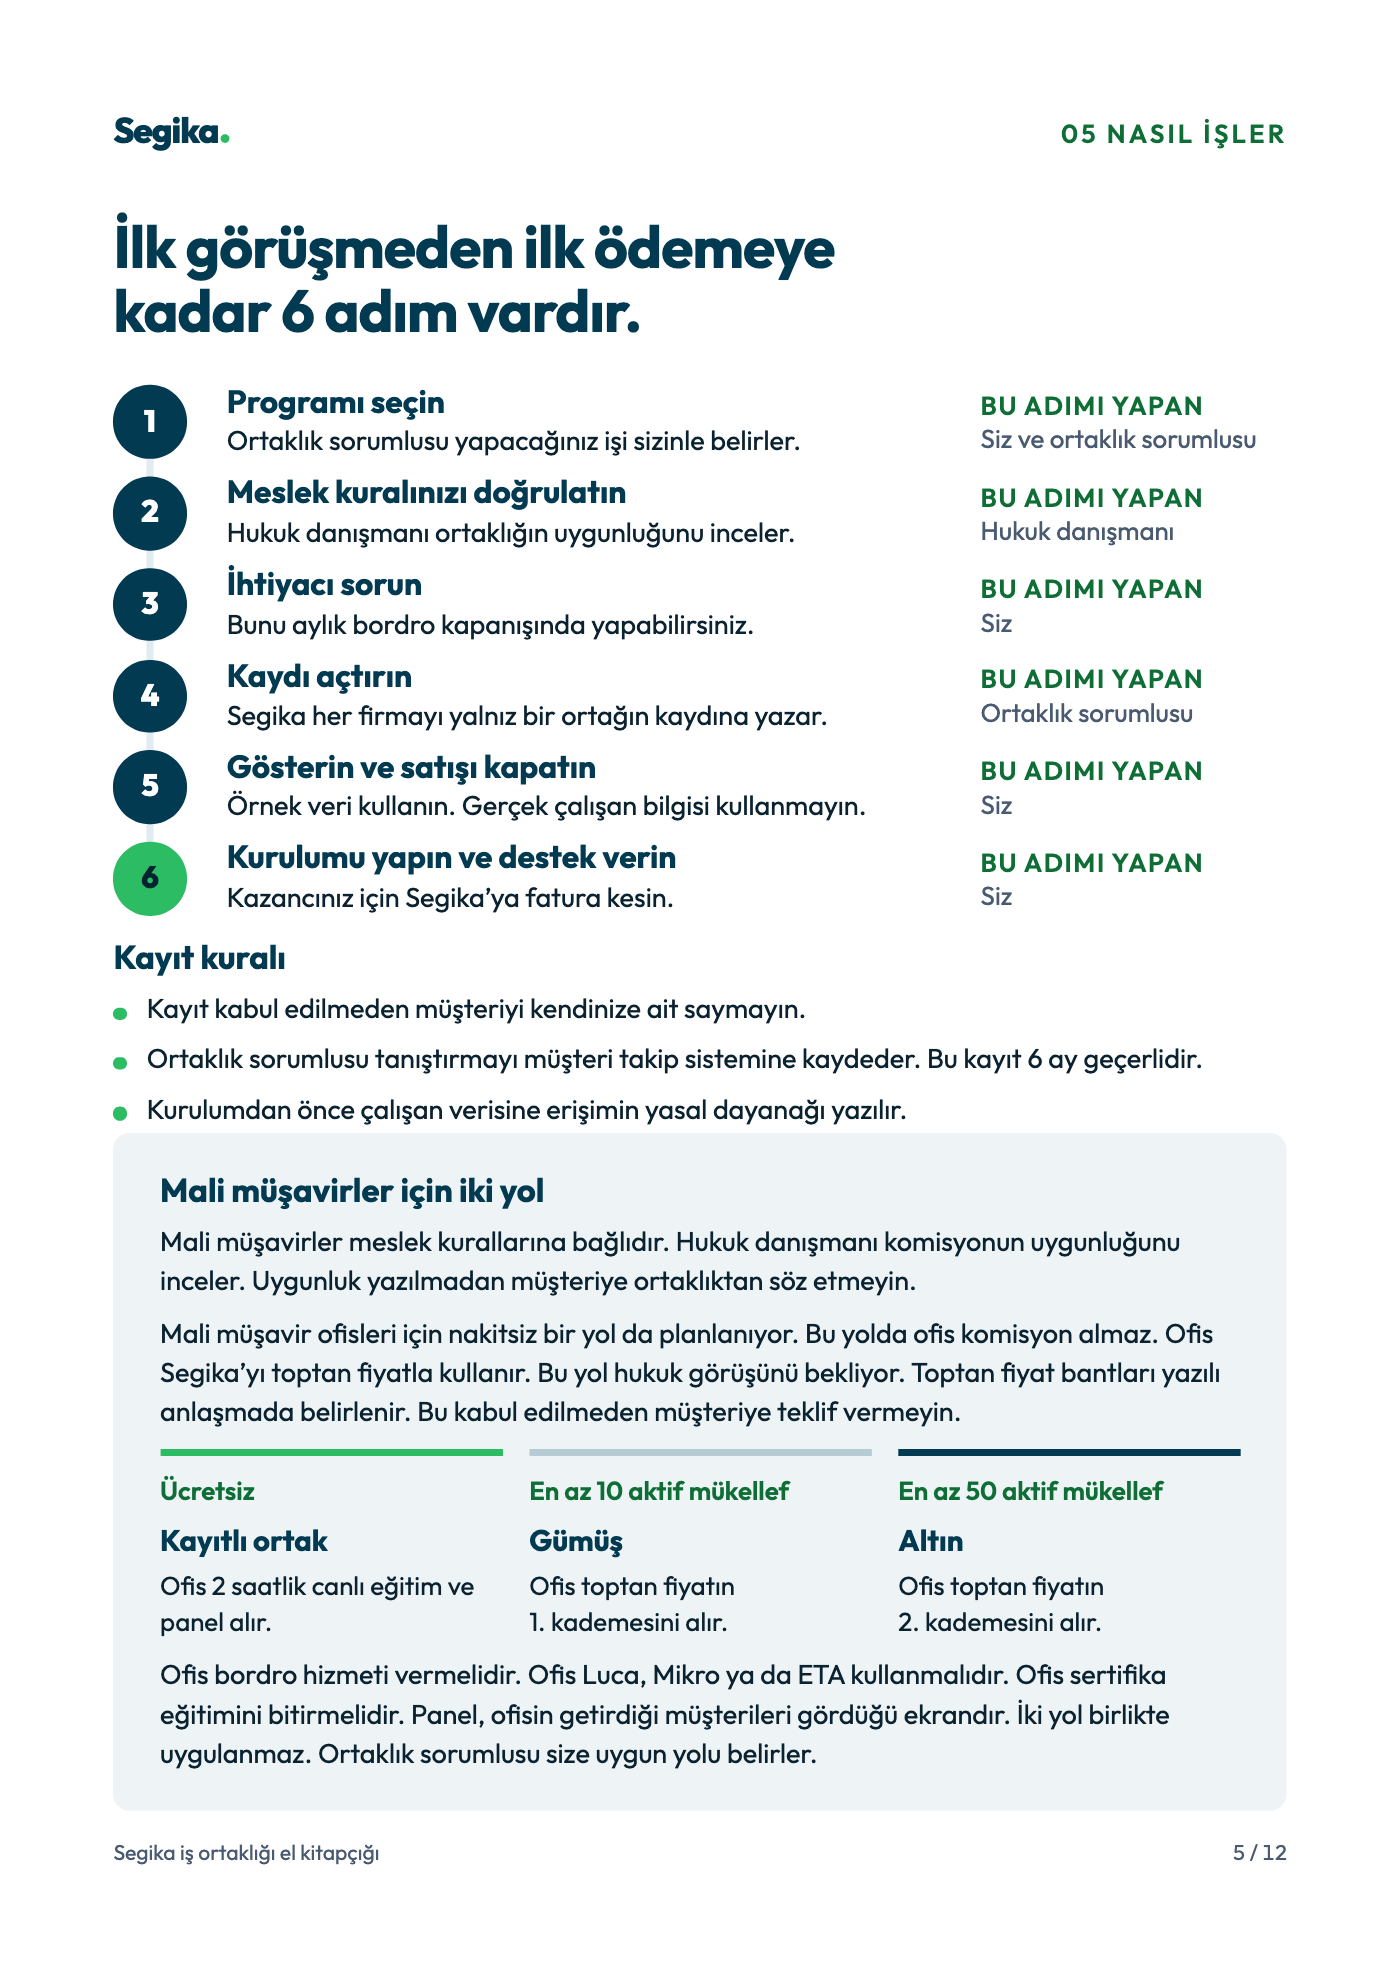 Segika.
05 NASIL İŞLER
İlk görüşmeden ilk ödemeye
kadar 6 adım vardır.
1
Programı seçin
Ortaklık sorumlusu yapacağınız işi sizinle belirler.
BU ADIMI YAPAN
Siz ve ortaklık sorumlusu
2
Meslek kuralınızı doğrulatın
Hukuk danışmanı ortaklığın uygunluğunu inceler.
BU ADIMI YAPAN
Hukuk danışmanı
3
İhtiyacı sorun
Bunu aylık bordro kapanışında yapabilirsiniz.
BU ADIMI YAPAN
Siz
4
Kaydı açtırın
Segika her firmayı yalnız bir ortağın kaydına yazar.
BU ADIMI YAPAN
Ortaklık sorumlusu
5
Gösterin ve satışı kapatın
Örnek veri kullanın. Gerçek çalışan bilgisi kullanmayın.
BU ADIMI YAPAN
Siz
6
Kurulumu yapın ve destek verin
Kazancınız için Segika’ya fatura kesin.
BU ADIMI YAPAN
Siz
Kayıt kuralı
Kayıt kabul edilmeden müşteriyi kendinize ait saymayın.
Ortaklık sorumlusu tanıştırmayı müşteri takip sistemine kaydeder. Bu kayıt 6 ay geçerlidir.
Kurulumdan önce çalışan verisine erişimin yasal dayanağı yazılır.
Mali müşavirler için iki yol
Mali müşavirler meslek kurallarına bağlıdır. Hukuk danışmanı komisyonun uygunluğunu
inceler. Uygunluk yazılmadan müşteriye ortaklıktan söz etmeyin.
Mali müşavir ofisleri için nakitsiz bir yol da planlanıyor. Bu yolda ofis komisyon almaz. Ofis
Segika’yı toptan fiyatla kullanır. Bu yol hukuk görüşünü bekliyor. Toptan fiyat bantları yazılı
anlaşmada belirlenir. Bu kabul edilmeden müşteriye teklif vermeyin.
Ücretsiz
Kayıtlı ortak
Ofis 2 saatlik canlı eğitim ve
panel alır.
En az 10 aktif mükellef
Gümüş
Ofis toptan fiyatın
1. kademesini alır.
En az 50 aktif mükellef
Altın
Ofis toptan fiyatın
2. kademesini alır.
Ofis bordro hizmeti vermelidir. Ofis Luca, Mikro ya da ETA kullanmalıdır. Ofis sertifika
eğitimini bitirmelidir. Panel, ofisin getirdiği müşterileri gördüğü ekrandır. İki yol birlikte
uygulanmaz. Ortaklık sorumlusu size uygun yolu belirler.
Segika iş ortaklığı el kitapçığı
5 / 12